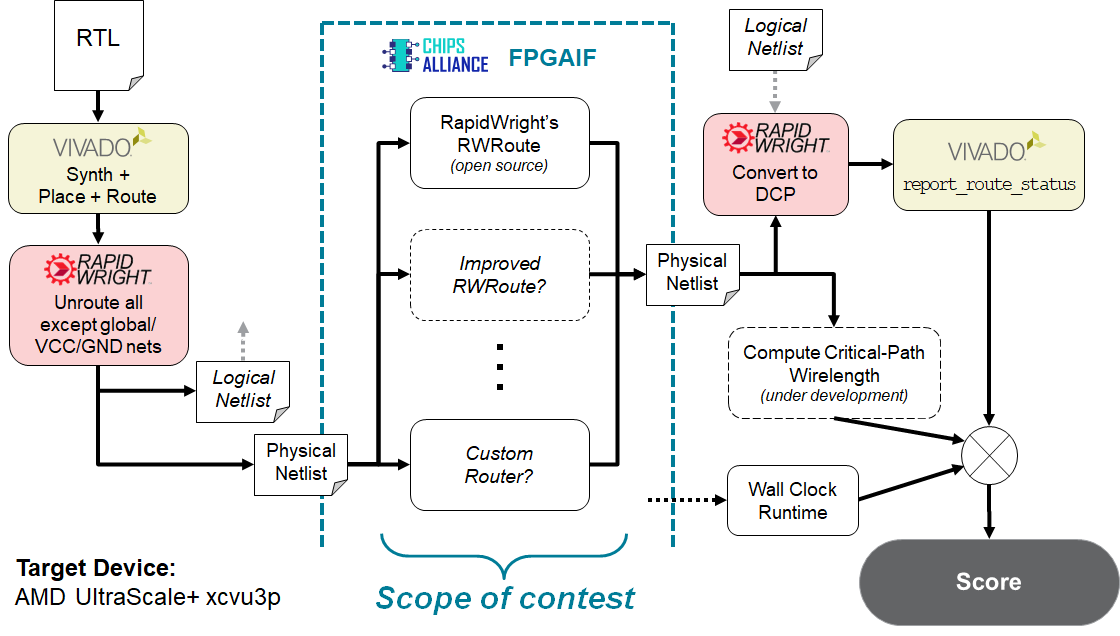 RTL
VIVADO
Synth +
Place + Route
RAPID
WRIGHT
Unroute all
except global/
VCC/GND nets
Logical
Netlist
Physical
Netlist
Target Device:
AMD UltraScale+ xcvu3p
CHIPS
ALLIANCE
FPGAIF
RapidWright's
RWRoute
(open source)
Improved
RWRoute?
Custom
Router?
Scope of contest
Physical
Netlist
Logical
Netlist
RAPID
WRIGHT
Convert to
DCP
VIVADO
report_route_status
Compute Critical-Path
Wirelength
(under development)
Wall Clock
Runtime
Score